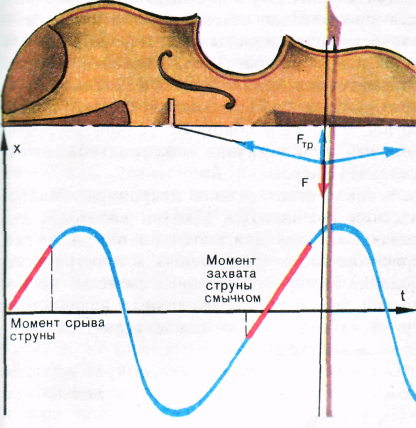 Fтр
x
F
Момент
захвата
струны
смычком
t
Момент срыва
струны